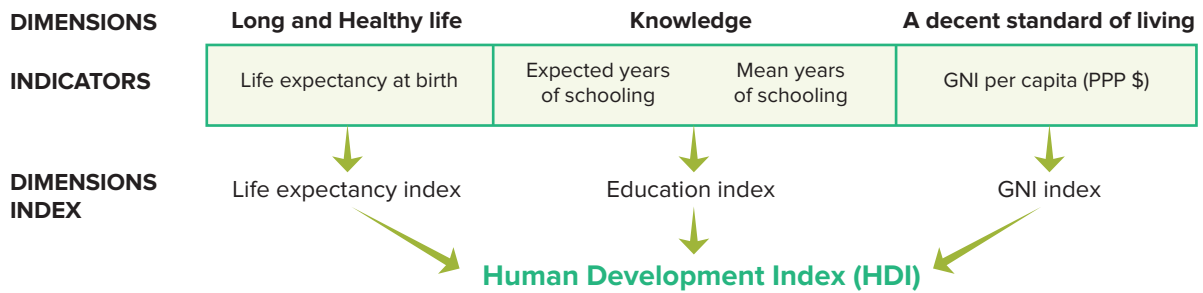 DIMENSIONS Long and Healthy life Knowledge A decent standard of living
INDICATORS Life expectancy at birth Expected years of schooling Mean years of schooling GNI per capita (PPP $)
DIMENSIONS INDEX Life expectancy index Education index GNI index
Human Development Index (HDI)